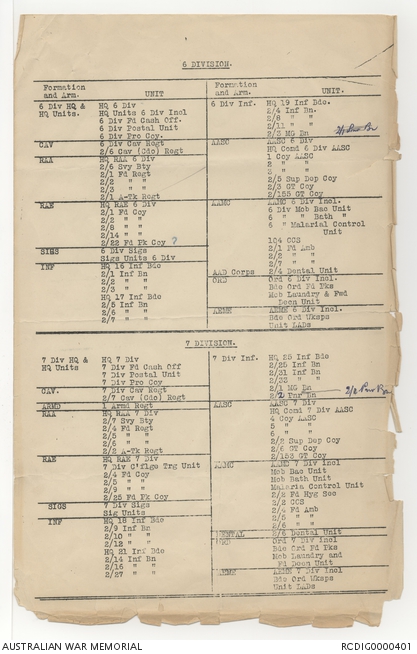 6 DIVISION.
Formation and Arm. UNIT
6 Div HQ & HQ Units. HQ 6 Div
HQ Units 6 Div Incl
6 Div Fd Cash Off.
6 Div Postal Unit
6 Div Pro Coy.
CAV 6 Div Cav Regt
2/6 Cav (Cdo) Regt
RAA HQ RAA 6 Div
2/6 Svy Bty
2/1 Fd Regt
2/2 " "
2/3 " "
2/1 A-Tk Regt
RAE HQ RAE 6 Div
2/1 Fd Coy
2/2 " "
2/8 " "
2/14 " "
2/22 Fd Pk Coy ?
SIGS 6 Div Sigs
Sigs Units 6 Div
INF HQ 16 Inf Bde
2/1 Inf Bn
2/2 " "
2/3 " "
HQ 17 Inf Bde
2/5 Inf Bn
2/6 " "
2/7 " "
Formation and Arm. UNIT.
6 Div Inf. HQ 19 Inf Bde.
2/4 Inf Bn.
2/8 " "
2/11 " "
2/3 MG Bn
AASC AASC 6 Div
HQ Comd 6 Div AASC
1 Coy AASC
2 " "
3 " "
2/5 Sup Dep Coy
2/3 GT Coy
2/155 GT Coy
AAMC AAMC 6 Div Incl.
6 Div Mob Bac Unit
6 " " Bath "
6 " Malarial Control Unit
104 CCS
2/1 Fd Amb
2/2 " "
2/7 " "
AAD Corps 2/4 Dental Unit
ORD Ord 6 Div Incl.
Bde Ord Fd Pks
Mob Laundry & Fwd Decn Unit
AEME AEME 6 Div Incl.
Bde Ord Wksps
Unit LADs
7 DIVISION.
7 Div HQ & HQ Units HQ 7 Div
7 Div Fd Cash Off
7 Div Postal Unit
7 Div Pro Coy
CAV. 7 Div Cav Regt
2/7 Cav (Cdo) Regt
ARMD 1 Armd Regt
RAA HQ RAA 7 Div
2/7 Svy Bty
2/4 Fd Regt
2/5 " "
2/6 " "
2/2 A-Tk Regt
RAE HQ RAE 7 Div
7 Div C'flge Trg Unit
2/4 Fd Coy
2/5 " "
2/9 " "
2/25 Fd Pk Coy
SIGS 7 Div Sigs
Sig Units
INF HQ 18 Inf Bde
2/9 Inf Bn
2/10 " "
2/12 " "
HQ 21 Inf Bde
2/14 Inf Bn
2/16 " "
2/27 " "
7 Div Inf. HQ 25 Inf Bde
2/25 Inf Bn
2/31 Inf Bn
2/33 " "
2/1 MG Bn
2/2 Pnr Bn
AASC AASC 7 Div
HQ Comd 7 Div AASC
4 Coy AASC
5 " "
6 " "
2/2 Sup Dep Coy
2/6 GT Coy
2/153 GT Coy
AAMC AAMC 7 Div Incl
Mob Bac Unit
Mob Bath Unit
Malaria Control Unit
2/2 Fd Hyg Sec
2/2 CCS
2/4 Fd Amb
2/5 " "
2/6 " "
DENTAL 2/6 Dental Unit
ORD Ord 7 Div Incl
Bde Ord Fd Pks
Mob Laundry and Fd Decn Unit
AEME AEME 7 Div Incl
Bde Ord Wksps
Unit LADs
AUSTRALIAN WAR MEMORIAL
RCDIG0000401